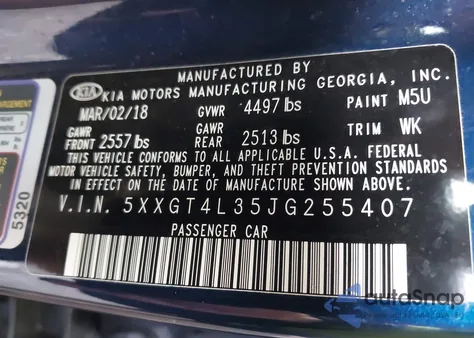 MANUFACTURED BY
KIA KIA MOTORS MANUFACTURING GEORGIA, INC.
MAR/02/18 GVWR 4497 lbs PAINT M5U
GAWR GAWR
FRONT 2557 lbs REAR 2513 lbs TRIM WK
THIS VEHICLE CONFORMS TO ALL APPLICABLE U.S.A. FEDERAL
MOTOR VEHICLE SAFETY, BUMPER, AND THEFT PREVENTION STANDARDS
IN EFFECT ON THE DATE OF MANUFACTURE SHOWN ABOVE.
V.I.N. 5XXGT4L35JG255407
PASSENGER CAR
5320
autoSnap